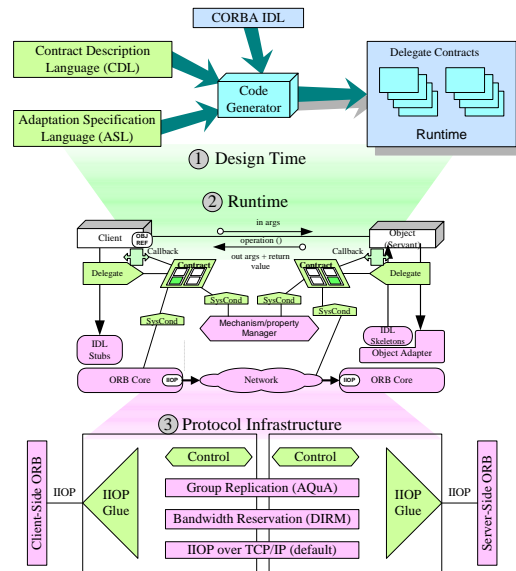 CORBA IDL
Contract Description
Language (CDL)
Delegate Contracts
Code
Generator
Adaptation Specification
Language (ASL)
Runtime
1 Design Time
2 Runtime
in args
Client
OBJ
REF
Object
(Servant)
operation ()
Callback
out args + return
value
Callback
Contract
Contract
Delegate
Delegate
SysCond
SysCond
SysCond
SysCond
Mechanism/property
Manager
IDL
Stubs
IDL
Skeletons
Object Adapter
ORB Core
IIOP
Network
IIOP
ORB Core
3 Protocol Infrastructure
Control
Control
Client-Side ORB
IIOP
IIOP
Glue
Group Replication (AQuA)
Bandwidth Reservation (DIRM)
IIOP over TCP/IP (default)
IIOP
Glue
IIOP
Server-Side ORB